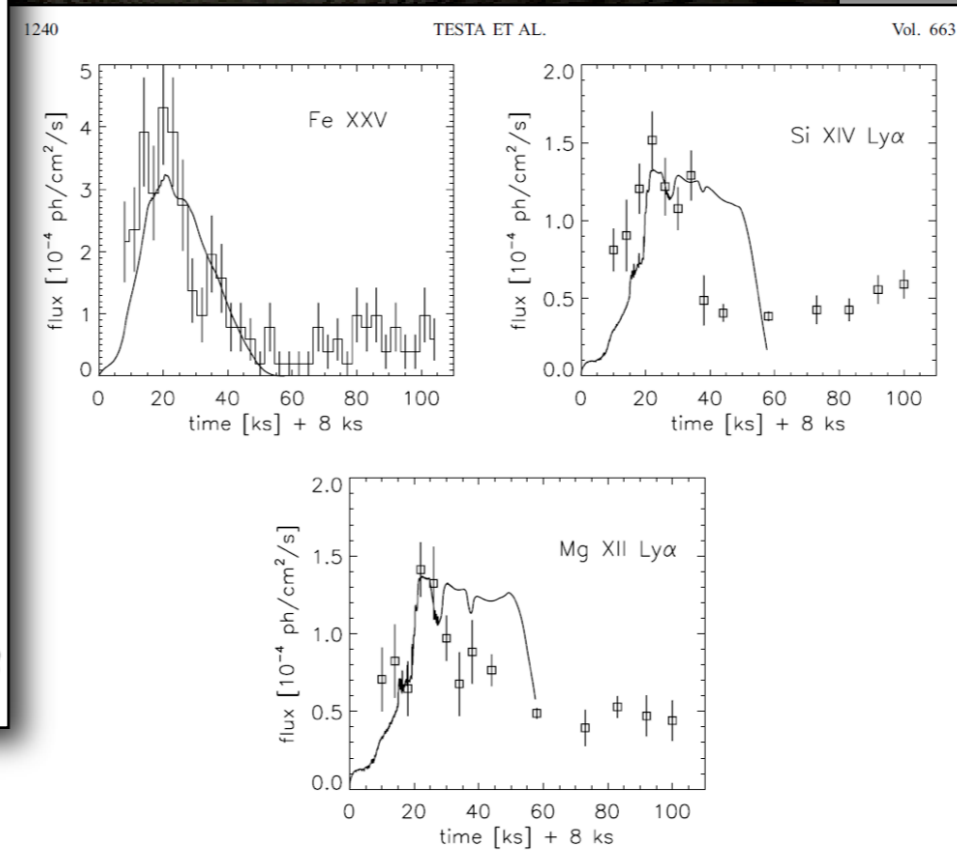 1240 TESTA ET AL. Vol. 663
Fe XXV
flux [10⁻⁴ ph/cm²/s]
5
4
3
2
1
0
0 20 40 60 80 100
time [ks] + 8 ks
Si XIV Lyα
flux [10⁻⁴ ph/cm²/s]
2.0
1.5
1.0
0.5
0.0
0 20 40 60 80 100
time [ks] + 8 ks
Mg XII Lyα
flux [10⁻⁴ ph/cm²/s]
2.0
1.5
1.0
0.5
0.0
0 20 40 60 80 100
time [ks] + 8 ks